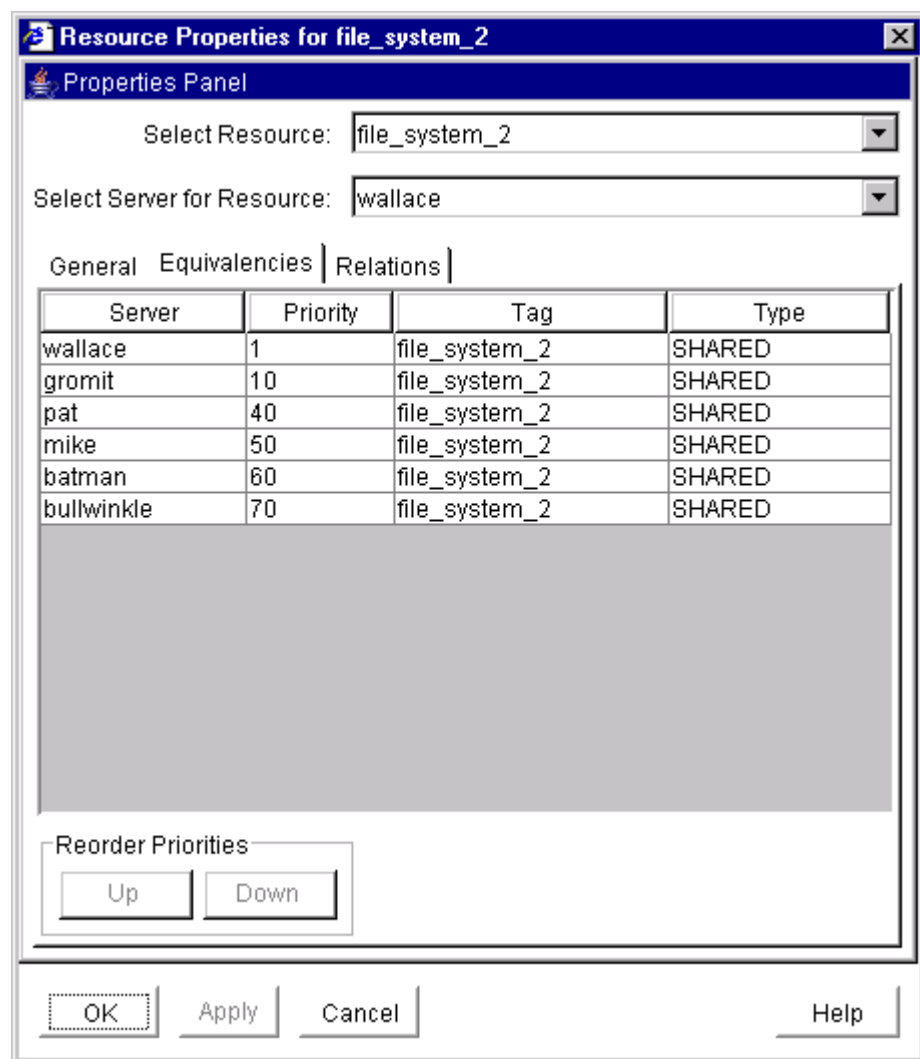 Resource Properties for file_system_2
Properties Panel
Select Resource: file_system_2
Select Server for Resource: wallace
General Equivalencies Relations
Server Priority Tag Type
wallace 1 file_system_2 SHARED
gromit 10 file_system_2 SHARED
pat 40 file_system_2 SHARED
mike 50 file_system_2 SHARED
batman 60 file_system_2 SHARED
bullwinkle 70 file_system_2 SHARED
Reorder Priorities
Up Down
OK Apply Cancel Help